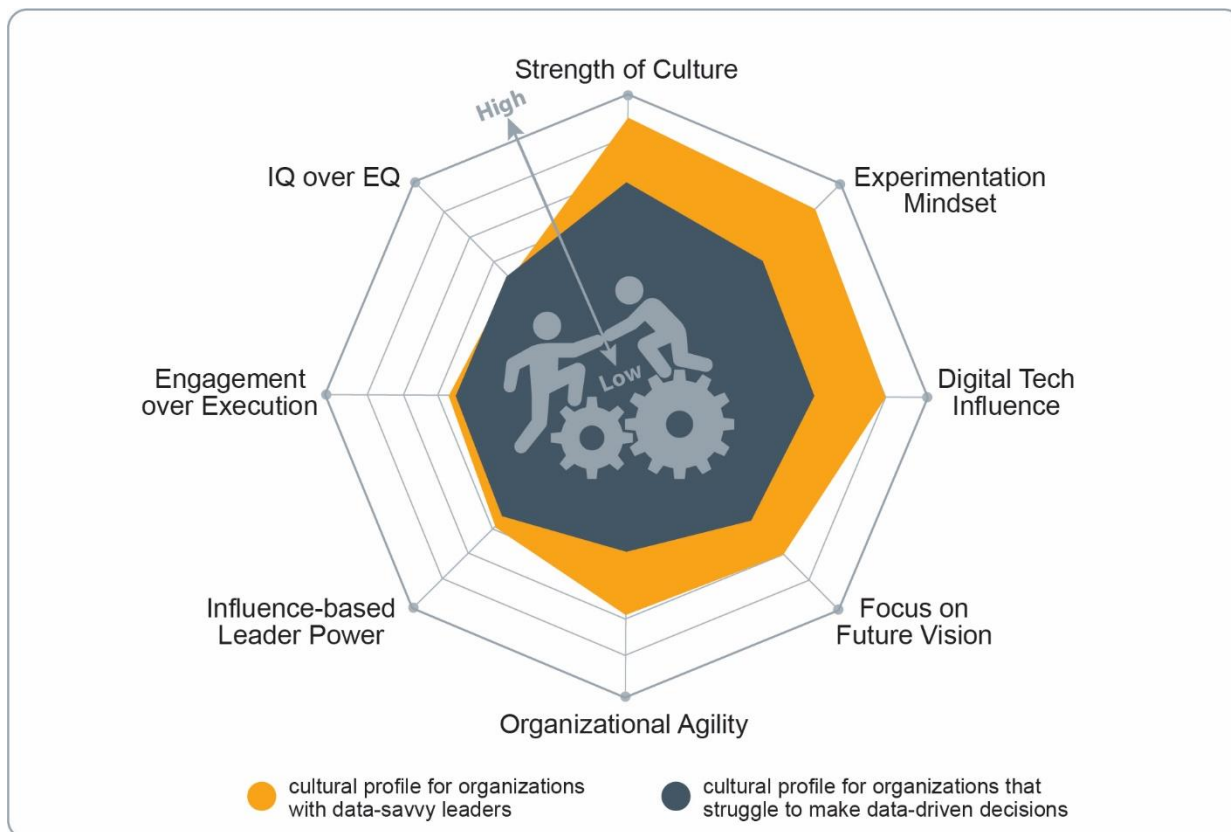 Strength of Culture
High
IQ over EQ
Experimentation
Mindset
Engagement
over Execution
Low
Digital Tech
Influence
Influence-based
Leader Power
Focus on
Future Vision
Organizational Agility
cultural profile for organizations
with data-savvy leaders
cultural profile for organizations that
struggle to make data-driven decisions